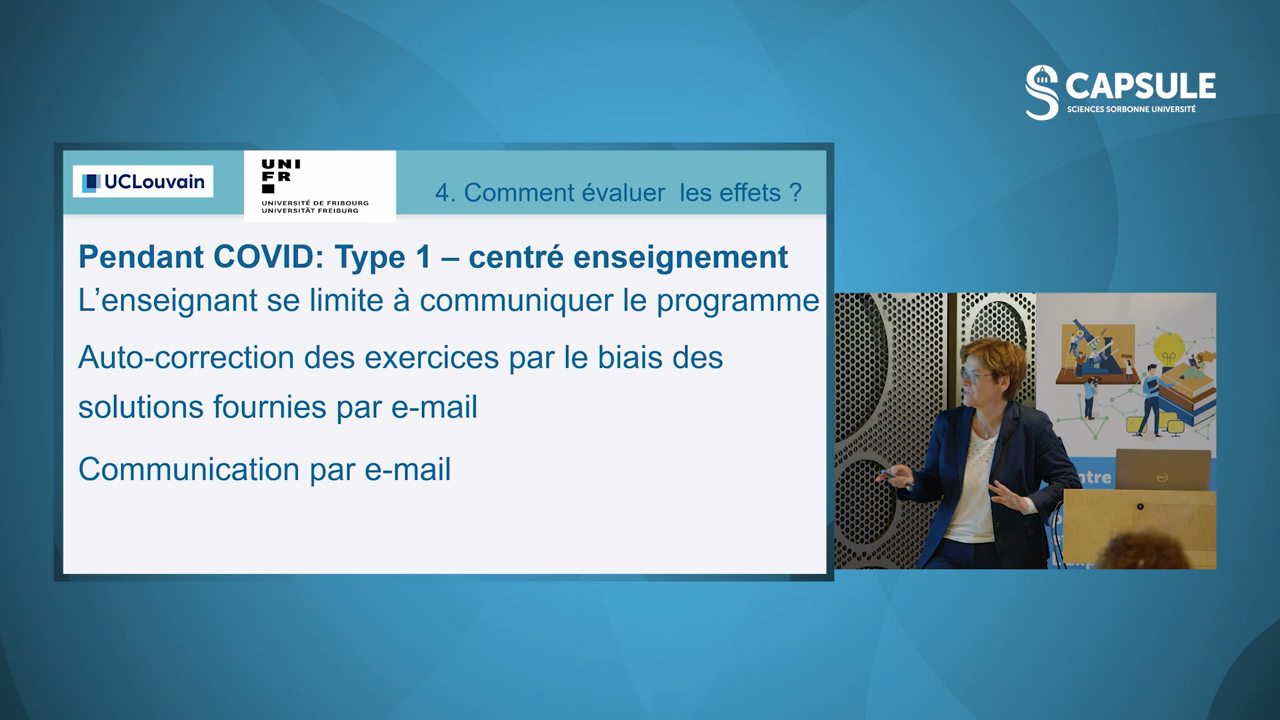 CAPSULE
SCIENCES SORBONNE UNIVERSITÉ
UCLouvain
UNI
FR
UNIVERSITÉ DE FRIBOURG
UNIVERSITÄT FREIBURG
4. Comment évaluer les effets ?
Pendant COVID: Type 1 – centré enseignement
L’enseignant se limite à communiquer le programme
Auto-correction des exercices par le biais des
solutions fournies par e-mail
Communication par e-mail